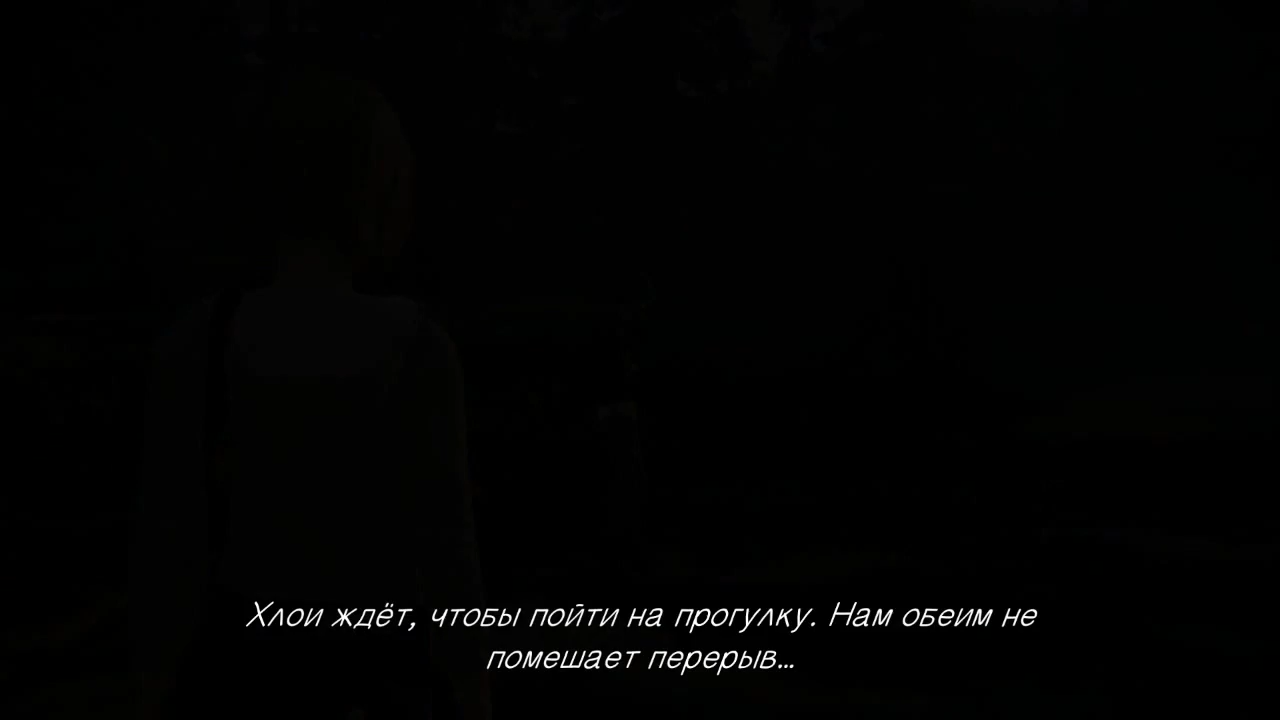 Хлои ждёт, чтобы пойти на прогулку. Нам обеим не
помешает перерыв...